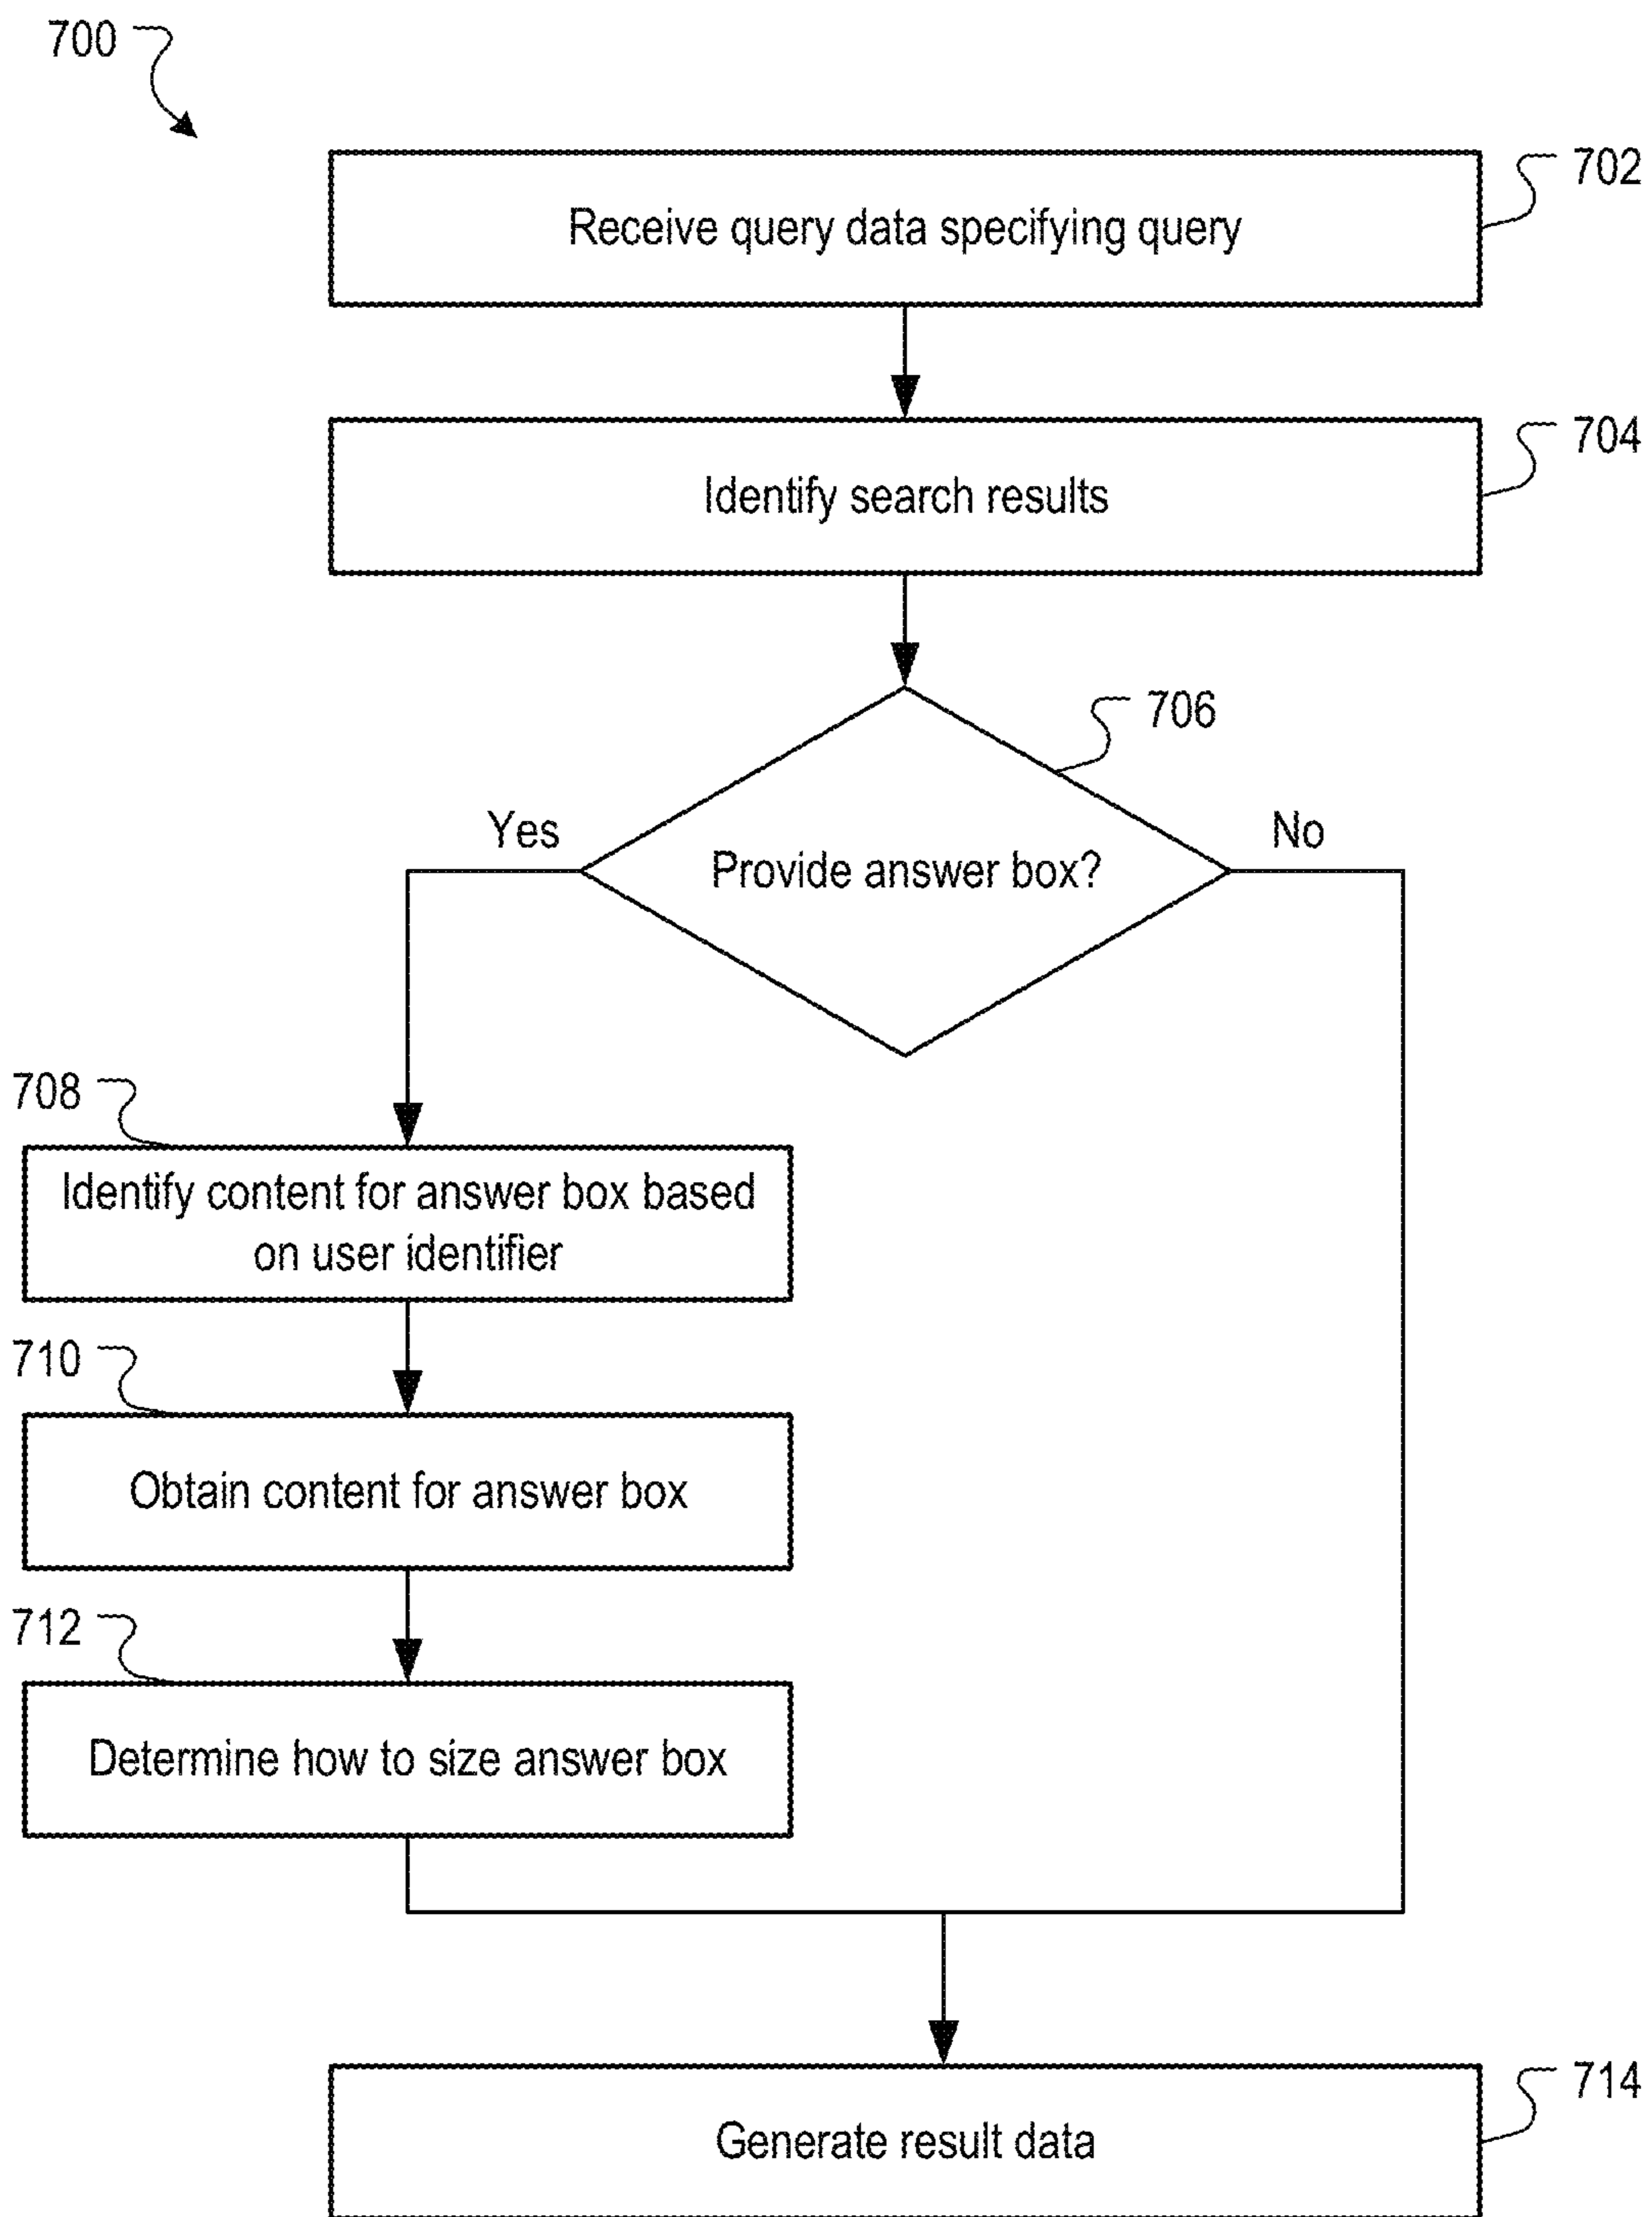 700
702
Receive query data specifying query
704
Identify search results
706
Yes
No
Provide answer box?
708
Identify content for answer box based
on user identifier
710
Obtain content for answer box
712
Determine how to size answer box
714
Generate result data